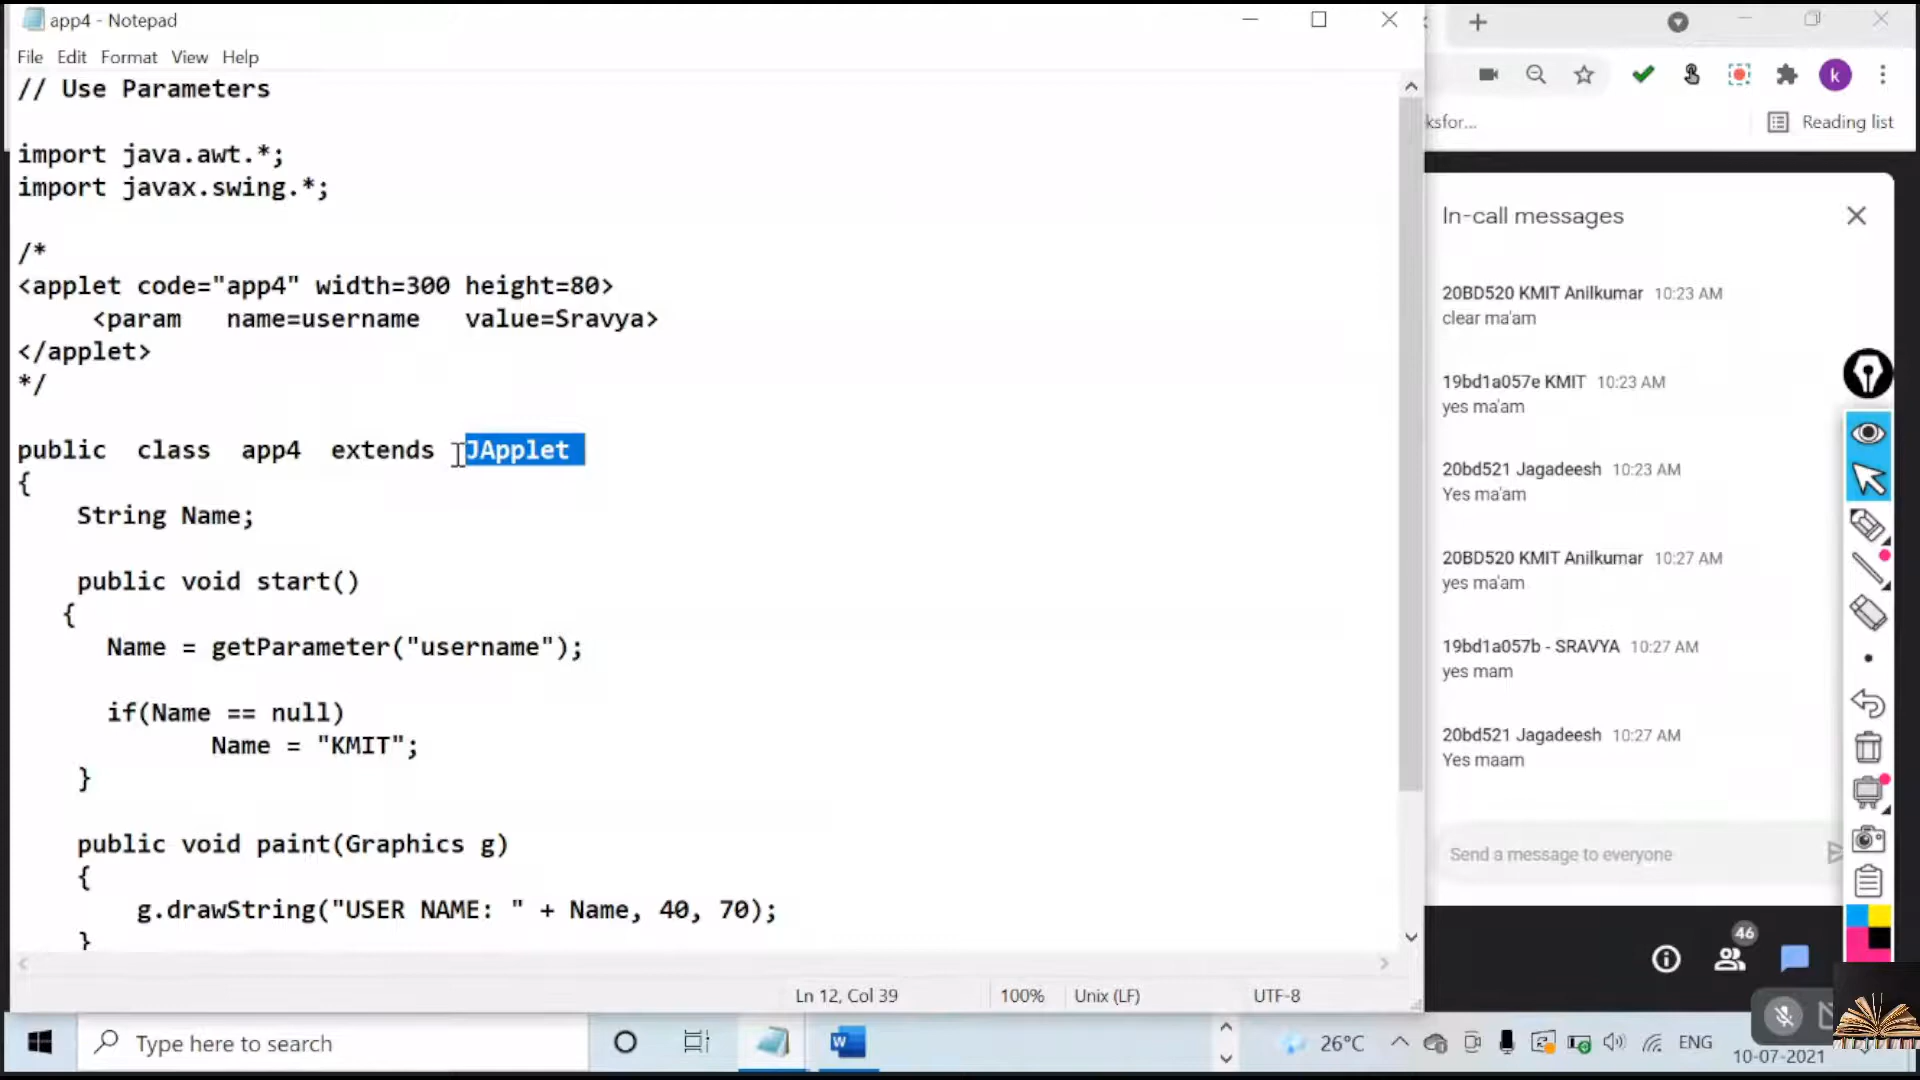 app4 - Notepad
File Edit Format View Help
// Use Parameters
import java.awt.*;
import javax.swing.*;
/*
<applet code="app4" width=300 height=80>
<param name=username value=Sravya>
</applet>
*/
public class app4 extends JApplet
{
String Name;
public void start()
{
Name = getParameter("username");
if(Name == null)
Name = "KMIT";
}
public void paint(Graphics g)
{
g.drawString("USER NAME: " + Name, 40, 70);
}
Ln 12, Col 39 100% Unix (LF) UTF-8
k
ksfor...
Reading list
In-call messages
20BD520 KMIT Anilkumar 10:23 AM
clear ma'am
19bd1a057e KMIT 10:23 AM
yes ma'am
20bd521 Jagadeesh 10:23 AM
Yes ma'am
20BD520 KMIT Anilkumar 10:27 AM
yes ma'am
19bd1a057b - SRAVYA 10:27 AM
yes mam
20bd521 Jagadeesh 10:27 AM
Yes maam
Send a message to everyone
46
Type here to search
W
26°C
ENG
10-07-2021